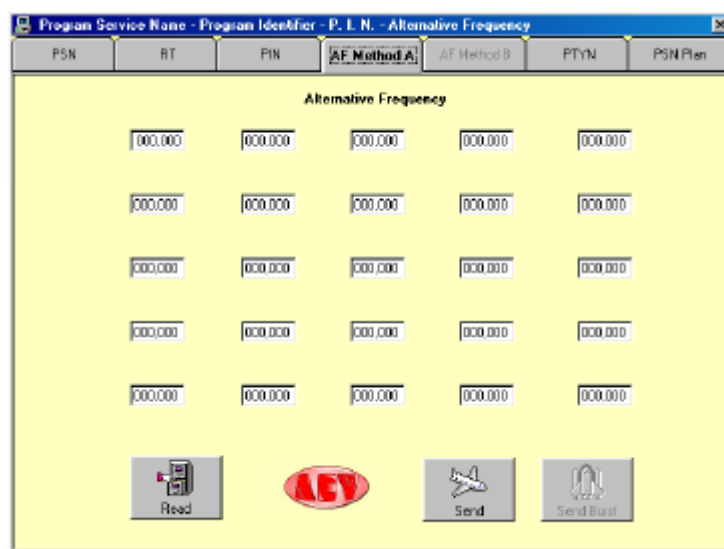 Program Service Name - Program Identifier - P. I. N. - Alternative Frequency
PSN RT PIN AF Method A AF Method B PTYN PSN Plan
Alternative Frequency
000.000 000.000 000.000 000.000 000.000
000.000 000.000 000.000 000.000 000.000
000,000 000,000 000,000 000,000 000,000
000,000 000,000 000,000 000,000 000,000
000.000 000.000 000.000 000.000 000.000
Read Send Send Burst